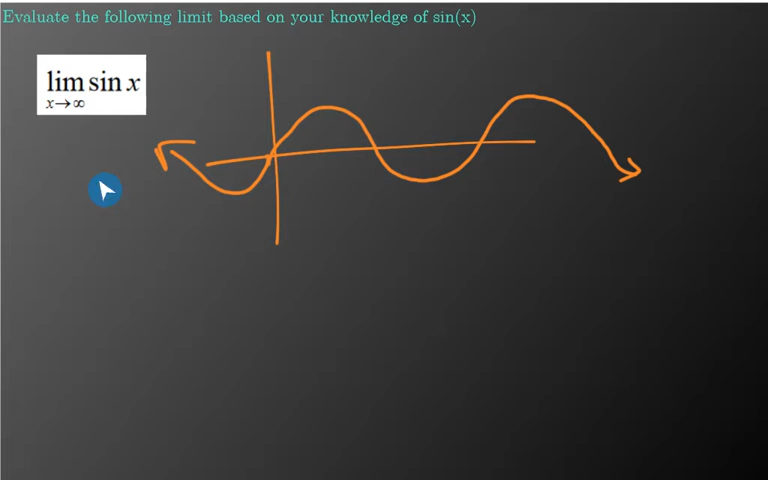 Evaluate the following limit based on your knowledge of sin(x)
lim sin x
x→∞